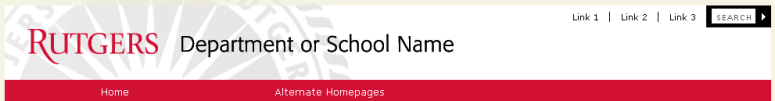 Link 1 | Link 2 | Link 3 SEARCH
RUTGERS Department or School Name
Home Alternate Homepages